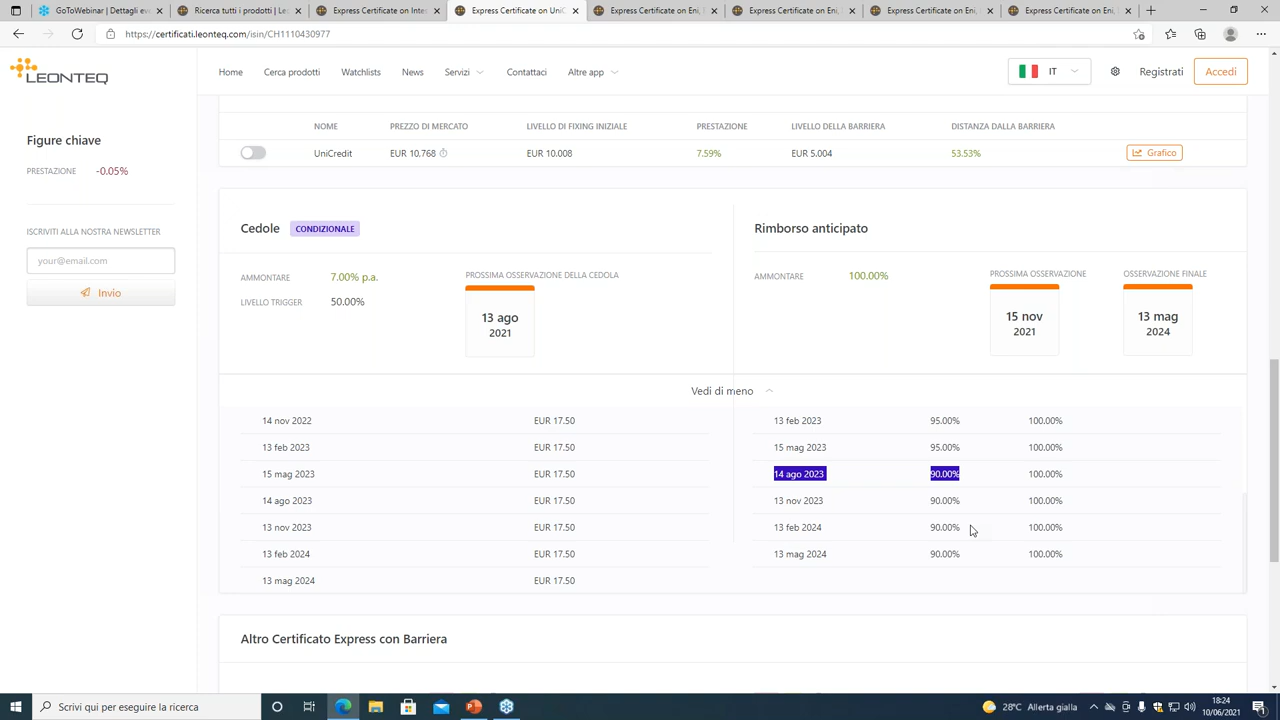 GoToWebinar | Dettagli eve
Ricerca tutti i prodotti | Leo
Express Certificate on Intes
Express Certificate on UniC
Express Certificate on Eni, F
Express Certificate on Eni,
Express Certificate on Eni,
Express Certificate on Eni,
https://certificati.leonteq.com/isin/CH1110430977
LEONTEQ
Home
Cerca prodotti
Watchlists
News
Servizi
Contattaci
Altre app
IT
Registrati
Accedi
Figure chiave
PRESTAZIONE -0.05%
ISCRIVITI ALLA NOSTRA NEWSLETTER
your@email.com
Invio
NOME PREZZO DI MERCATO LIVELLO DI FIXING INIZIALE PRESTAZIONE LIVELLO DELLA BARRIERA DISTANZA DALLA BARRIERA
UniCredit EUR 10.768 EUR 10.008 7.59% EUR 5.004 53.53% Grafico
Cedole CONDIZIONALE
AMMONTARE 7.00% p.a.
LIVELLO TRIGGER 50.00%
PROSSIMA OSSERVAZIONE DELLA CEDOLA
13 ago
2021
Rimborso anticipato
AMMONTARE 100.00%
PROSSIMA OSSERVAZIONE
15 nov
2021
OSSERVAZIONE FINALE
13 mag
2024
Vedi di meno
14 nov 2022 EUR 17.50
13 feb 2023 EUR 17.50
15 mag 2023 EUR 17.50
14 ago 2023 EUR 17.50
13 nov 2023 EUR 17.50
13 feb 2024 EUR 17.50
13 mag 2024 EUR 17.50
13 feb 2023 95.00% 100.00%
15 mag 2023 95.00% 100.00%
14 ago 2023 90.00% 100.00%
13 nov 2023 90.00% 100.00%
13 feb 2024 90.00% 100.00%
13 mag 2024 90.00% 100.00%
Altro Certificato Express con Barriera
Scrivi qui per eseguire la ricerca
28°C Allerta gialla
18:24
10/06/2021